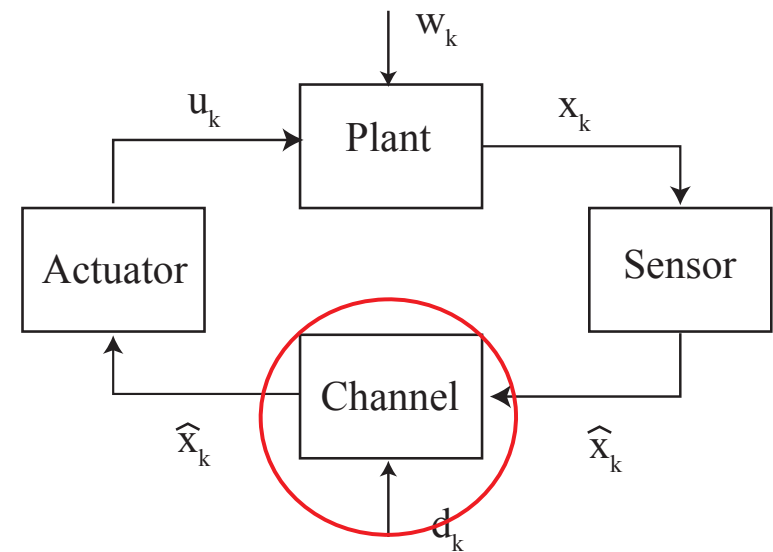 w_k
u_k
Plant
x_k
Actuator
Sensor
Channel
x̂_k
x̂_k
d_k